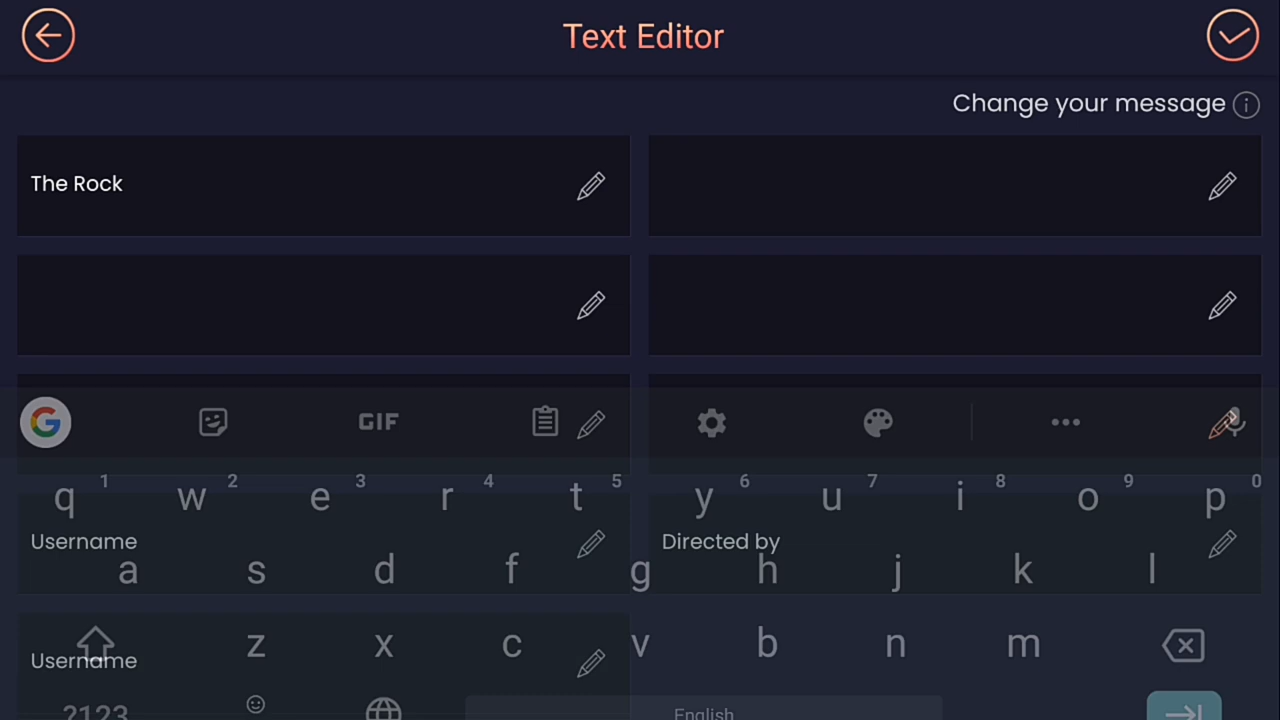 Text Editor
Change your message
The Rock
GIF
1 2 3 4 5 6 7 8 9 0
q w e r t y u i o p
Username
Directed by
a s d f g h j k l
z x c v b n m
Username
?123
English